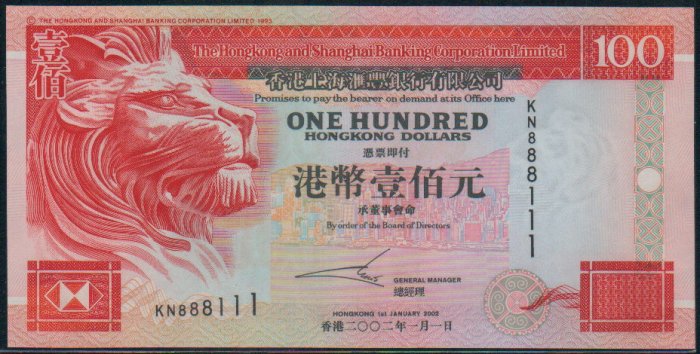 © THE HONGKONG AND SHANGHAI BANKING CORPORATION LIMITED 1993
壹佰
The Hongkong and Shanghai Banking Corporation Limited
100
香港上海滙豐銀行有限公司
Promises to pay the bearer on demand at its Office here
KN888111
ONE HUNDRED
HONGKONG DOLLARS
憑票即付
港幣壹佰元
承董事會命
By order of the Board of Directors
GENERAL MANAGER
總經理
KN888111
HONGKONG 1st JANUARY 2002
香港二〇〇二年一月一日